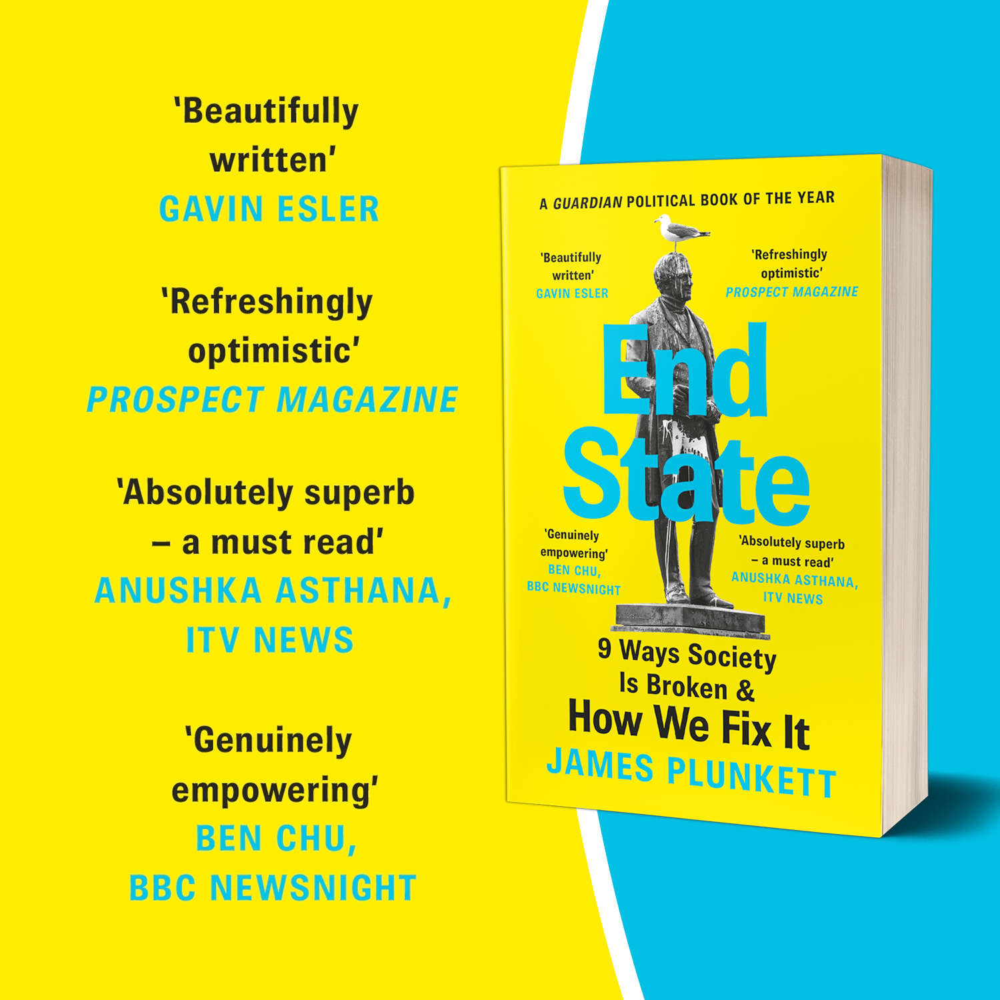 ‘Beautifully
written’
GAVIN ESLER
‘Refreshingly
optimistic’
PROSPECT MAGAZINE
‘Absolutely superb
– a must read’
ANUSHKA ASTHANA,
ITV NEWS
‘Genuinely
empowering’
BEN CHU,
BBC NEWSNIGHT
A GUARDIAN POLITICAL BOOK OF THE YEAR
‘Beautifully
written’
GAVIN ESLER
‘Refreshingly
optimistic’
PROSPECT MAGAZINE
End
State
‘Genuinely
empowering’
BEN CHU,
BBC NEWSNIGHT
‘Absolutely superb
– a must read’
ANUSHKA ASTHANA,
ITV NEWS
9 Ways Society
Is Broken &
How We Fix It
JAMES PLUNKETT